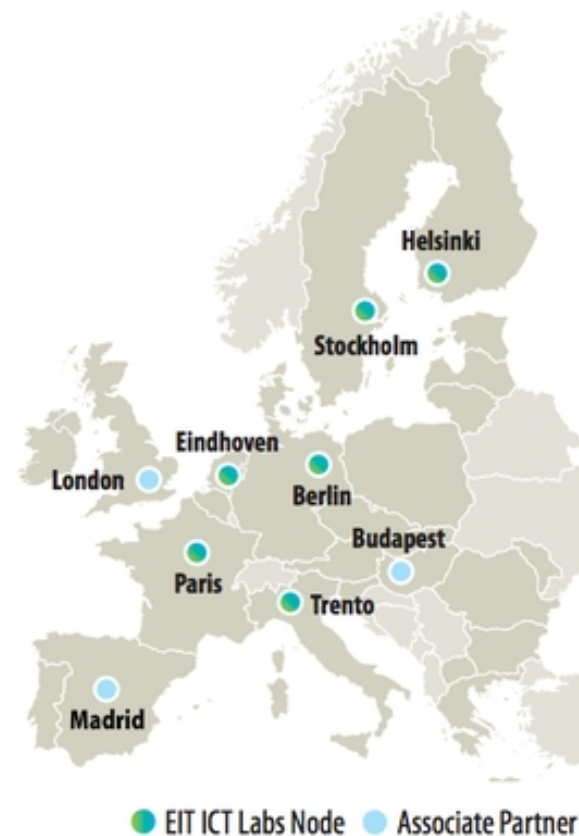 Helsinki
Stockholm
Eindhoven
London
Berlin
Budapest
Paris
Trento
Madrid
EIT ICT Labs Node Associate Partner